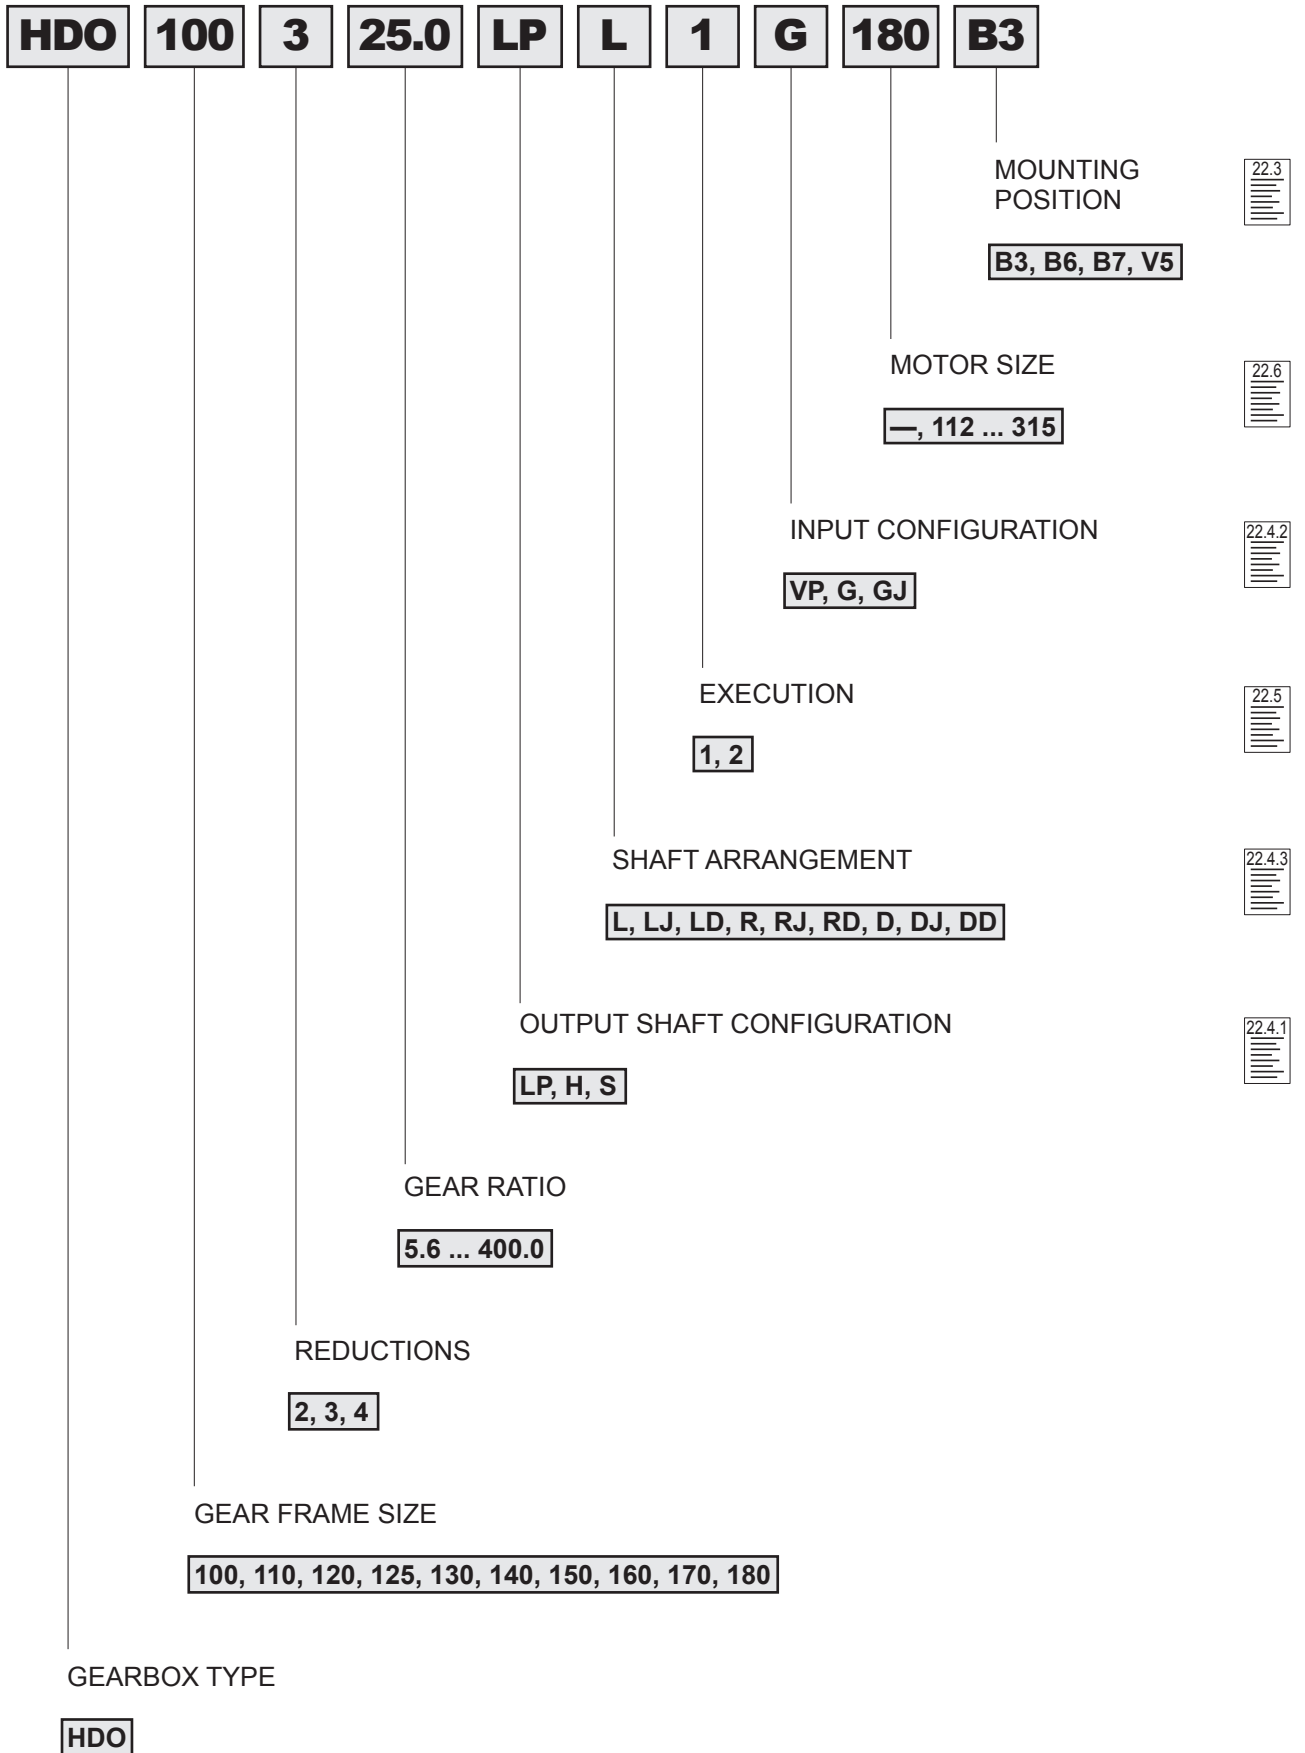 HDO 100 3 25.0 LP L 1 G 180 B3
MOUNTING
POSITION
22.3
B3, B6, B7, V5
MOTOR SIZE
22.6
—, 112 ... 315
INPUT CONFIGURATION
22.4.2
VP, G, GJ
EXECUTION
22.5
1, 2
SHAFT ARRANGEMENT
22.4.3
L, LJ, LD, R, RJ, RD, D, DJ, DD
OUTPUT SHAFT CONFIGURATION
22.4.1
LP, H, S
GEAR RATIO
5.6 ... 400.0
REDUCTIONS
2, 3, 4
GEAR FRAME SIZE
100, 110, 120, 125, 130, 140, 150, 160, 170, 180
GEARBOX TYPE
HDO